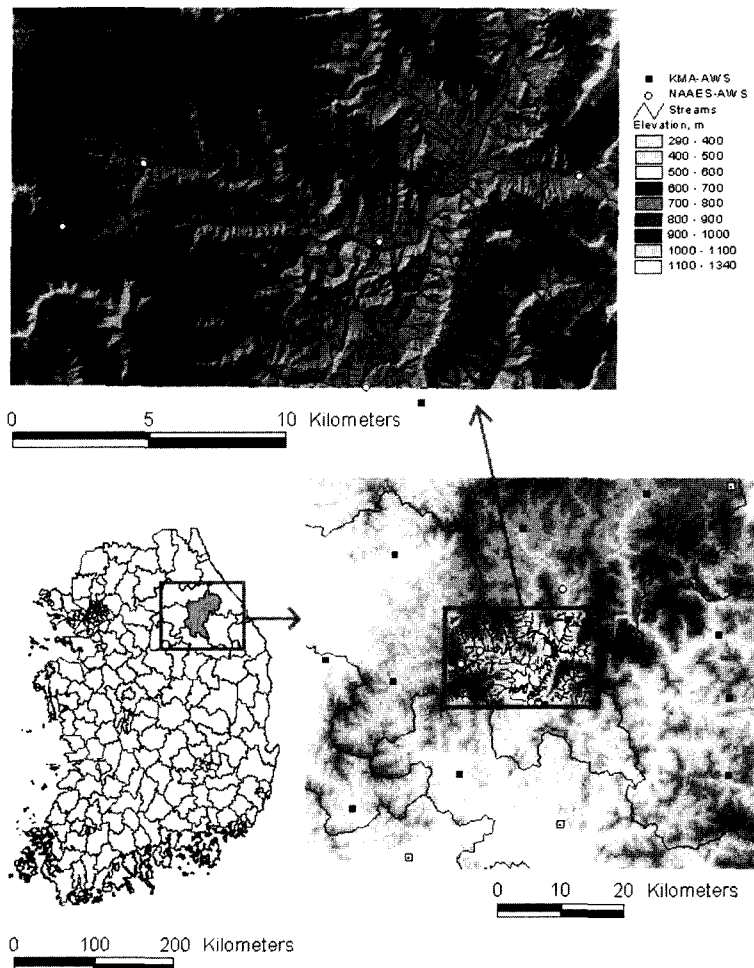 KMA-AWS
NAAES-AWS
Streams
Elevation, m
290 - 400
400 - 500
500 - 600
600 - 700
700 - 800
800 - 900
900 - 1000
1000 - 1100
1100 - 1340
0 5 10 Kilometers
0 10 20 Kilometers
0 100 200 Kilometers